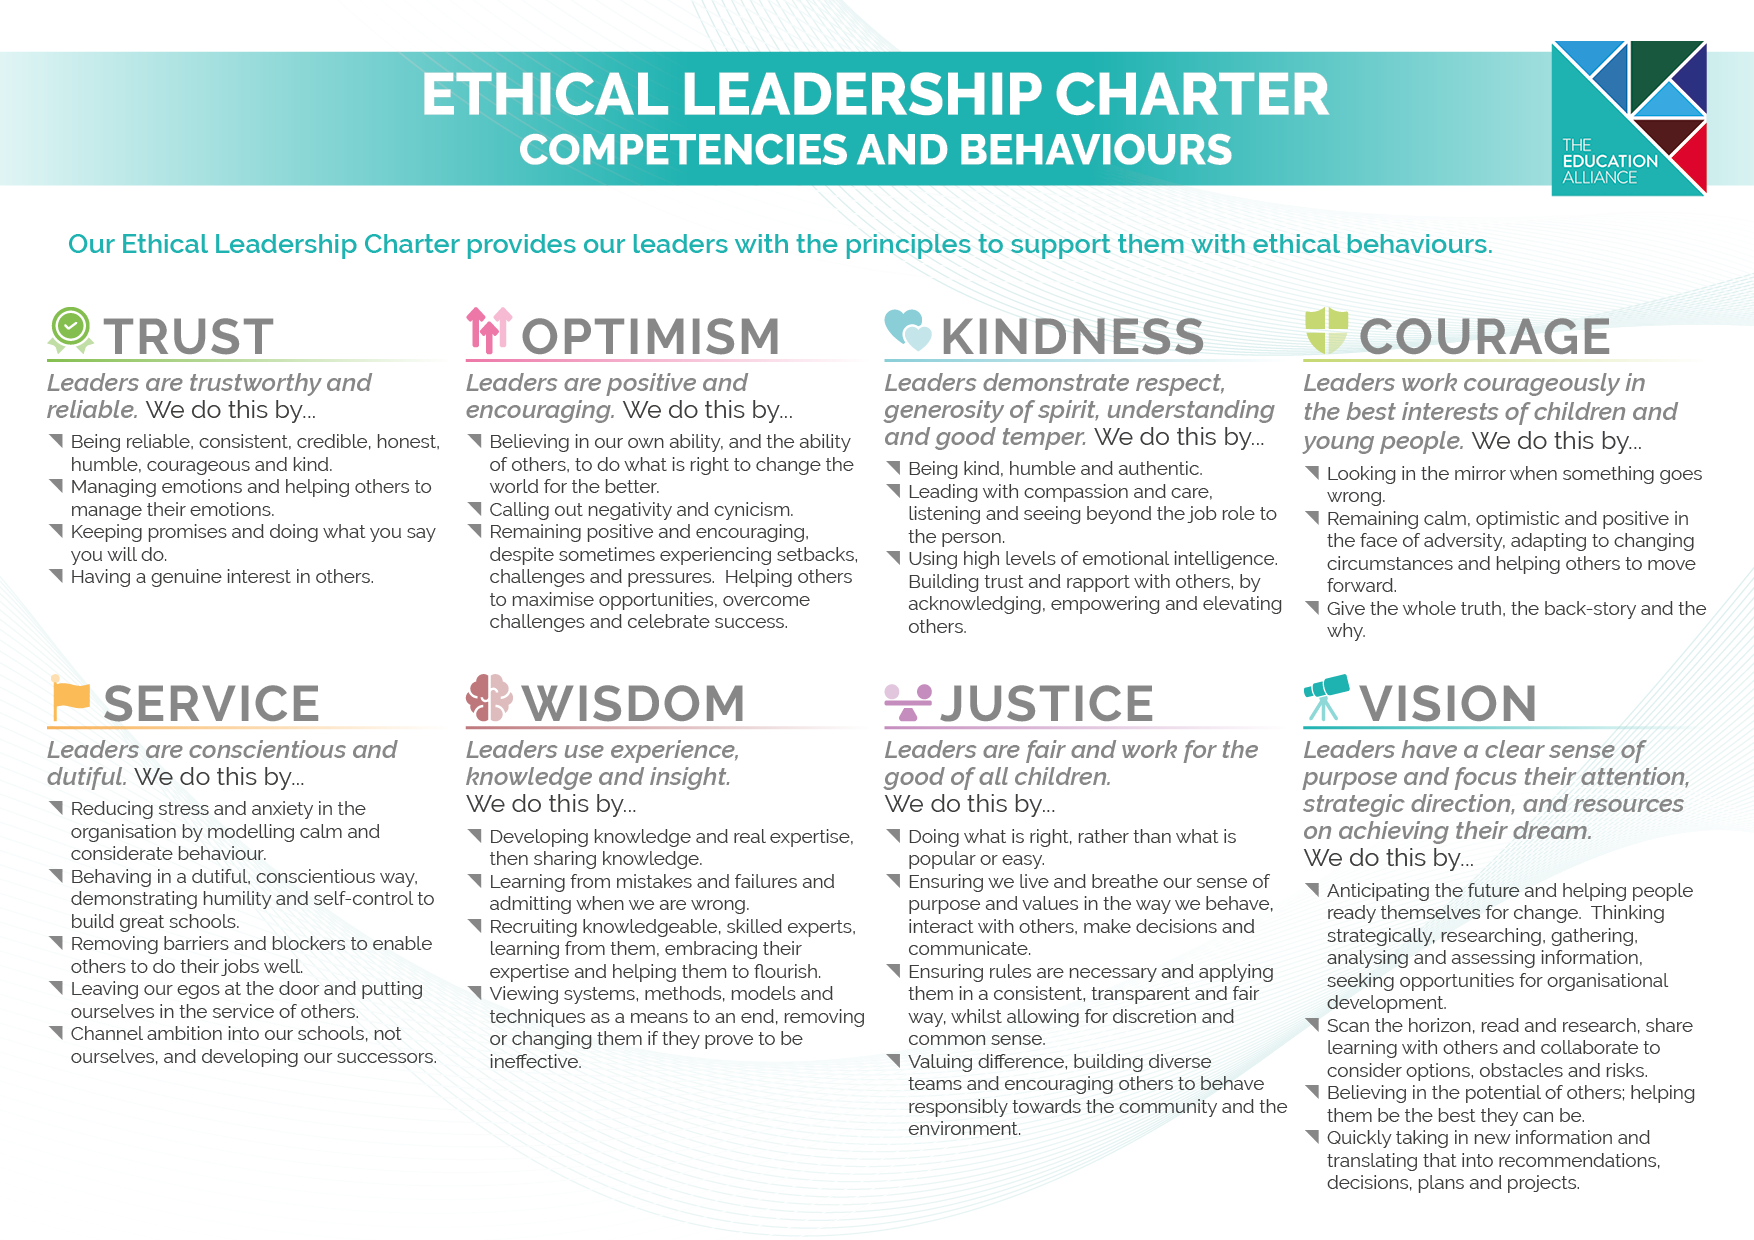 ETHICAL LEADERSHIP CHARTER
COMPETENCIES AND BEHAVIOURS
THE
EDUCATION
ALLIANCE
Our Ethical Leadership Charter provides our leaders with the principles to support them with ethical behaviours.
TRUST
Leaders are trustworthy and
reliable. We do this by...
Being reliable, consistent, credible, honest,
humble, courageous and kind.
Managing emotions and helping others to
manage their emotions.
Keeping promises and doing what you say
you will do.
Having a genuine interest in others.
OPTIMISM
Leaders are positive and
encouraging. We do this by...
Believing in our own ability, and the ability
of others, to do what is right to change the
world for the better.
Calling out negativity and cynicism.
Remaining positive and encouraging,
despite sometimes experiencing setbacks,
challenges and pressures.  Helping others
to maximise opportunities, overcome
challenges and celebrate success.
KINDNESS
Leaders demonstrate respect,
generosity of spirit, understanding
and good temper. We do this by...
Being kind, humble and authentic.
Leading with compassion and care,
listening and seeing beyond the job role to
the person.
Using high levels of emotional intelligence.
Building trust and rapport with others, by
acknowledging, empowering and elevating
others.
COURAGE
Leaders work courageously in
the best interests of children and
young people. We do this by...
Looking in the mirror when something goes
wrong.
Remaining calm, optimistic and positive in
the face of adversity, adapting to changing
circumstances and helping others to move
forward.
Give the whole truth, the back-story and the
why.
SERVICE
Leaders are conscientious and
dutiful. We do this by...
Reducing stress and anxiety in the
organisation by modelling calm and
considerate behaviour.
Behaving in a dutiful, conscientious way,
demonstrating humility and self-control to
build great schools.
Removing barriers and blockers to enable
others to do their jobs well.
Leaving our egos at the door and putting
ourselves in the service of others.
Channel ambition into our schools, not
ourselves, and developing our successors.
WISDOM
Leaders use experience,
knowledge and insight.
We do this by...
Developing knowledge and real expertise,
then sharing knowledge.
Learning from mistakes and failures and
admitting when we are wrong.
Recruiting knowledgeable, skilled experts,
learning from them, embracing their
expertise and helping them to flourish.
Viewing systems, methods, models and
techniques as a means to an end, removing
or changing them if they prove to be
ineffective.
JUSTICE
Leaders are fair and work for the
good of all children.
We do this by...
Doing what is right, rather than what is
popular or easy.
Ensuring we live and breathe our sense of
purpose and values in the way we behave,
interact with others, make decisions and
communicate.
Ensuring rules are necessary and applying
them in a consistent, transparent and fair
way, whilst allowing for discretion and
common sense.
Valuing difference, building diverse
teams and encouraging others to behave
responsibly towards the community and the
environment.
VISION
Leaders have a clear sense of
purpose and focus their attention,
strategic direction, and resources
on achieving their dream.
We do this by...
Anticipating the future and helping people
ready themselves for change.  Thinking
strategically, researching, gathering,
analysing and assessing information,
seeking opportunities for organisational
development.
Scan the horizon, read and research, share
learning with others and collaborate to
consider options, obstacles and risks.
Believing in the potential of others; helping
them be the best they can be.
Quickly taking in new information and
translating that into recommendations,
decisions, plans and projects.